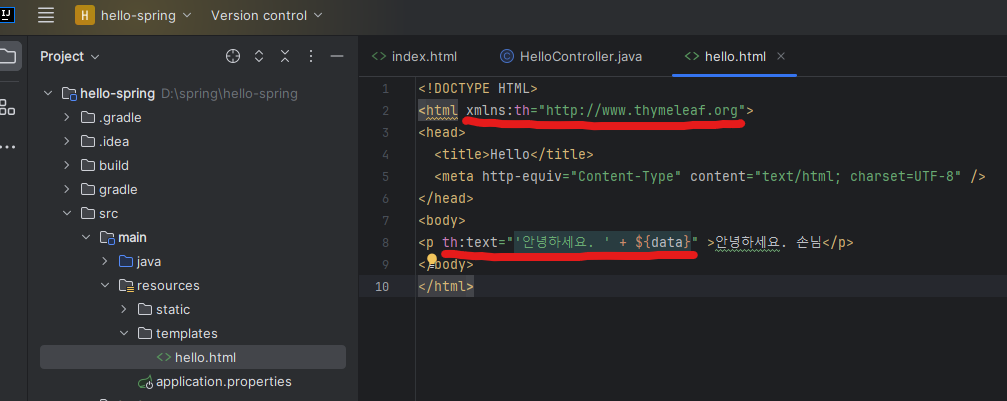 IJ
H hello-spring Version control
Project
index.html HelloController.java hello.html
hello-spring D:\spring\hello-spring
.gradle
.idea
build
gradle
src
main
java
resources
static
templates
hello.html
application.properties
1 <!DOCTYPE HTML>
2 <html xmlns:th="http://www.thymeleaf.org">
3 <head>
4 <title>Hello</title>
5 <meta http-equiv="Content-Type" content="text/html; charset=UTF-8" />
6 </head>
7 <body>
8 <p th:text="'안녕하세요. ' + ${data}" >안녕하세요. 손님</p>
9 </body>
10 </html>